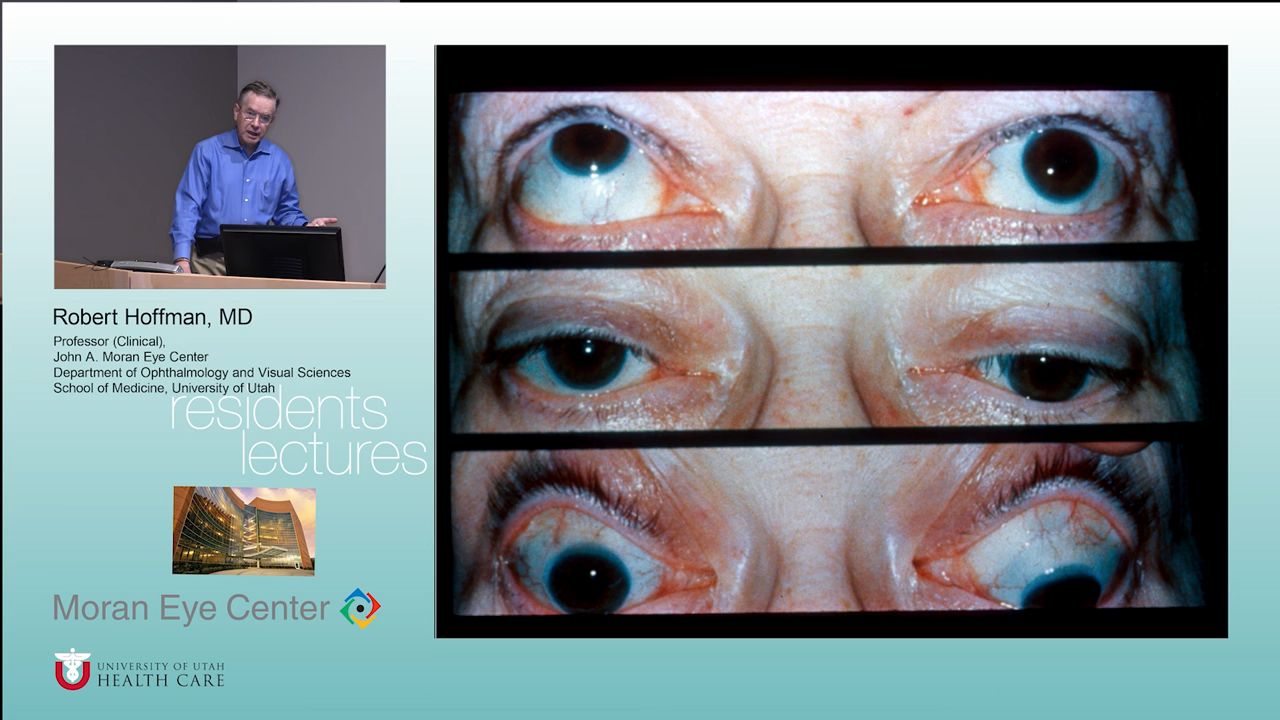 Robert Hoffman, MD
Professor (Clinical),
John A. Moran Eye Center
Department of Ophthalmology and Visual Sciences
School of Medicine, University of Utah
residents
lectures
Moran Eye Center
UNIVERSITY OF UTAH
HEALTH CARE